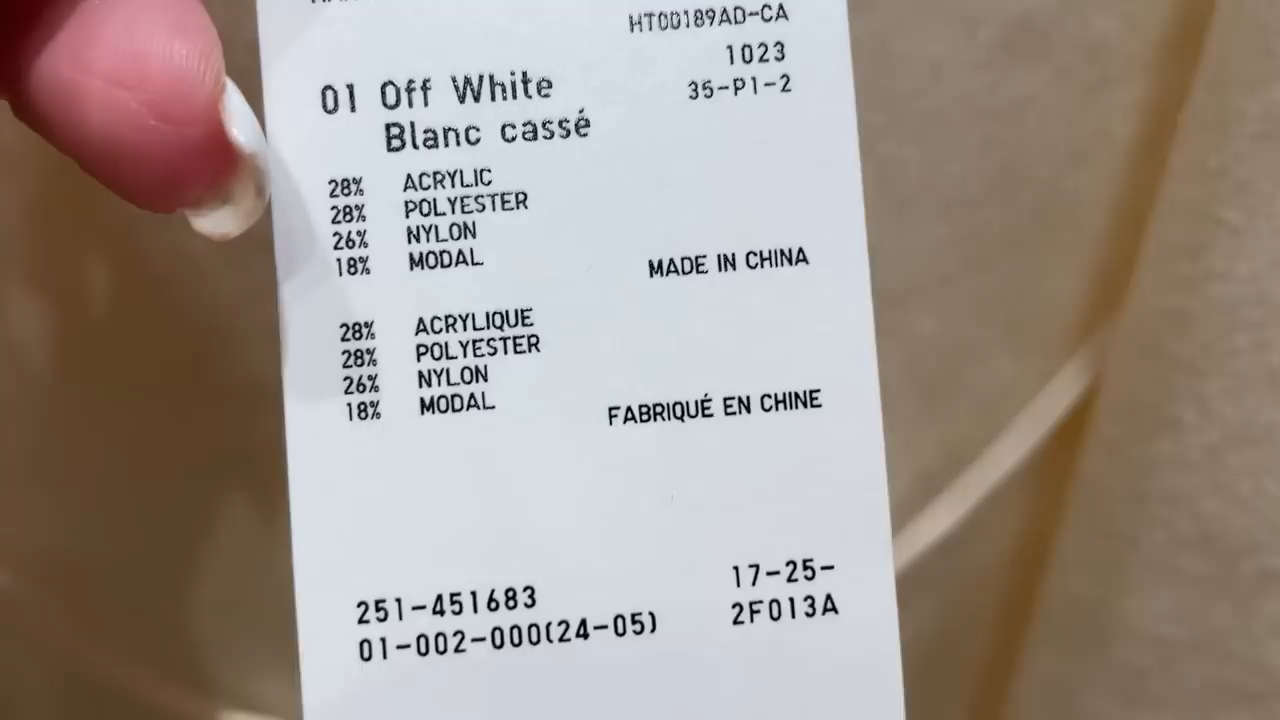 HT00189AD-CA
1023
01 Off White
35-P1-2
Blanc cassé
28% ACRYLIC
28% POLYESTER
26% NYLON
18% MODAL
MADE IN CHINA
28% ACRYLIQUE
28% POLYESTER
26% NYLON
18% MODAL
FABRIQUÉ EN CHINE
251-451683
01-002-000(24-05)
17-25-
2F013A